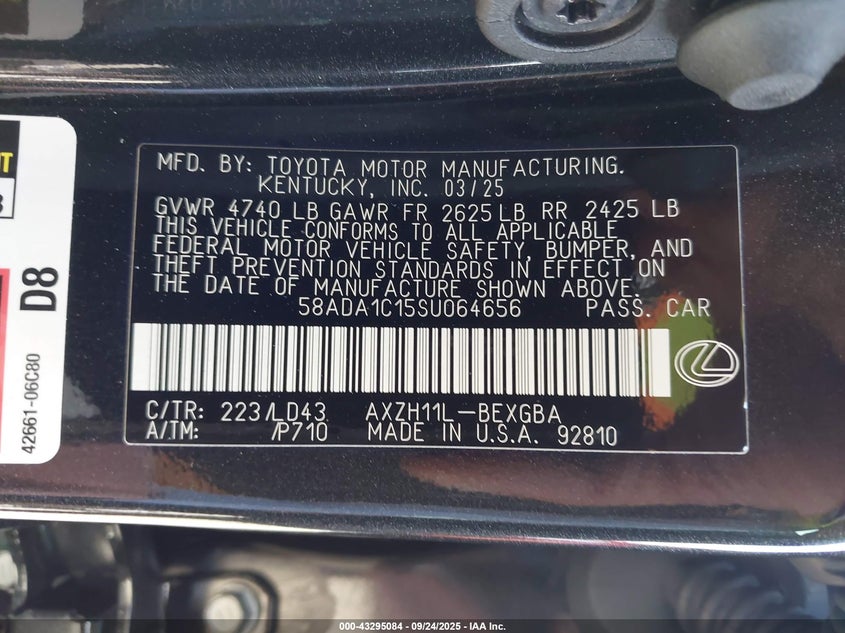 MFD. BY: TOYOTA MOTOR MANUFACTURING.
KENTUCKY, INC. 03/25
GVWR 4740 LB GAWR FR 2625 LB RR 2425 LB
THIS VEHICLE CONFORMS TO ALL APPLICABLE
FEDERAL MOTOR VEHICLE SAFETY, BUMPER, AND
THEFT PREVENTION STANDARDS IN EFFECT ON
THE DATE OF MANUFACTURE SHOWN ABOVE.
58ADA1C15SU064656 PASS. CAR
C/TR: 223/LD43 AXZH11L-BEXGBA
A/TM: /P710 MADE IN U.S.A. 92810
D8
42661-06C80
000-43295084 - 09/24/2025 - IAA Inc.